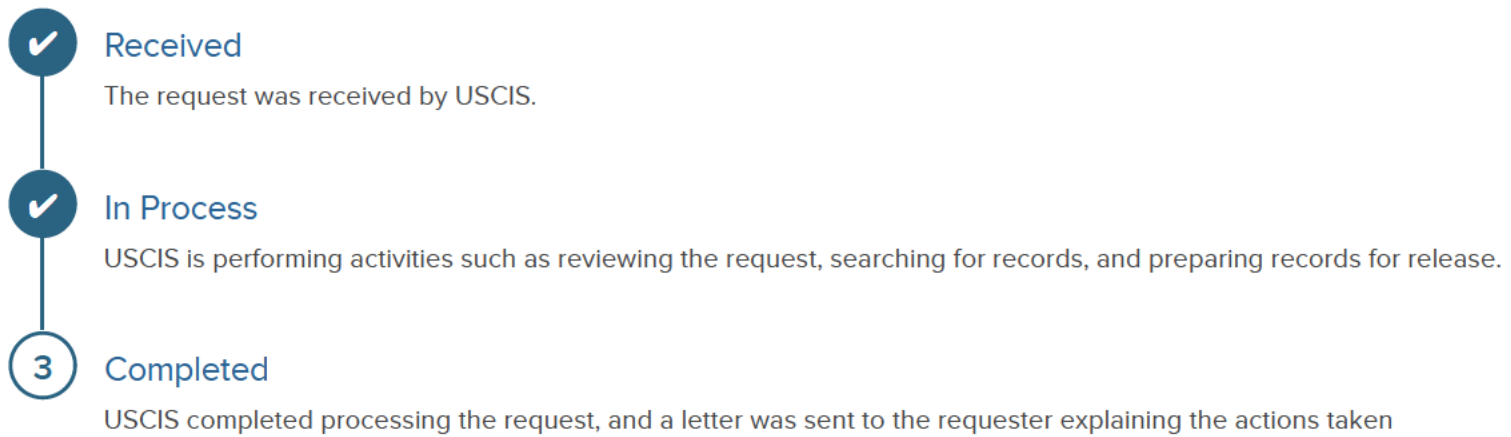 ✔ Received
The request was received by USCIS.
✔ In Process
USCIS is performing activities such as reviewing the request, searching for records, and preparing records for release.
3 Completed
USCIS completed processing the request, and a letter was sent to the requester explaining the actions taken